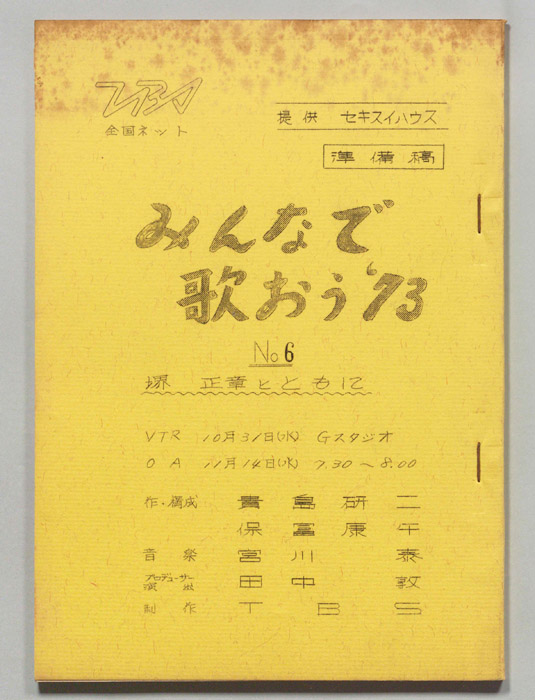 TBS
全国ネット
提供 セキスイハウス
準備稿
みんなで
歌おう'73
No 6
堺 正章とともに
VTR 10月31日(水) Gスタジオ
O A 11月14日(水) 7.30〜8.00
作・構成 貴島研二
保冨康午
音楽 宮川 泰
プロデューサー
演出 田中 敦
制作 TBS